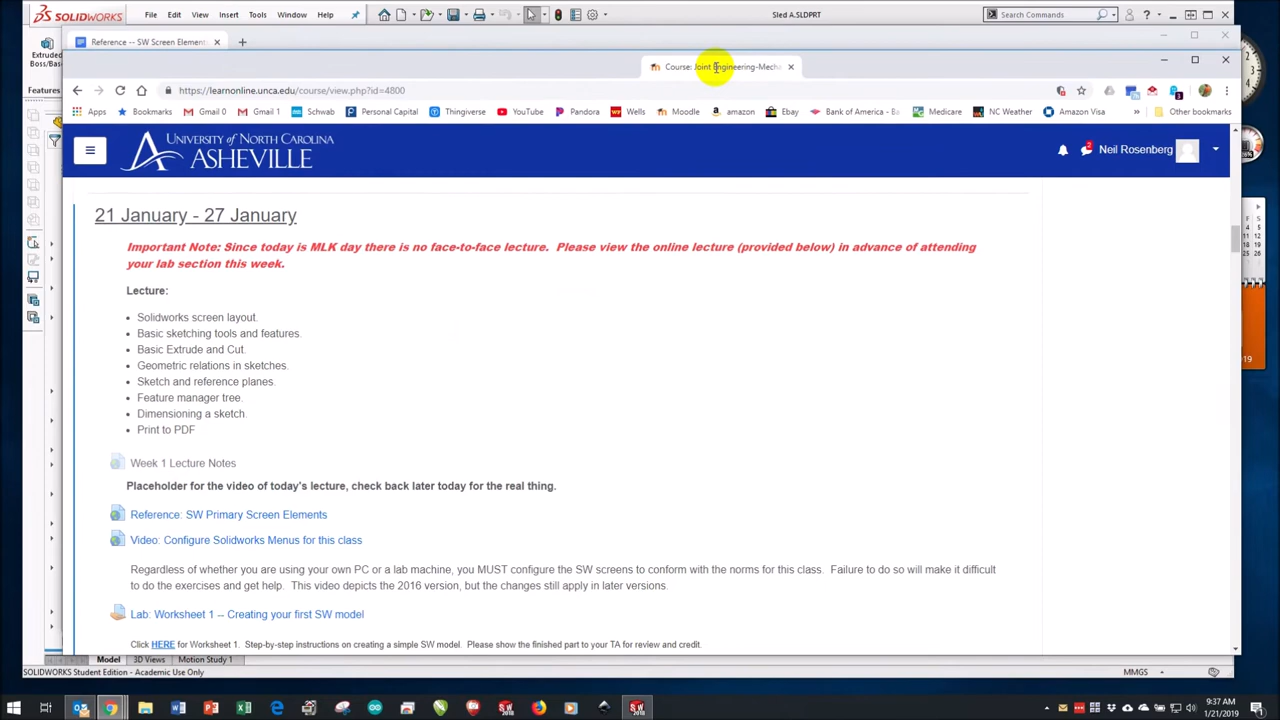 SOLIDWORKS File Edit View Insert Tools Window Help Sled A.SLDPRT Search Commands
Reference -- SW Screen Element
Extruded
Boss/Bas
Course: Joint Engineering-Mecha
Features
https://learnonline.unca.edu/course/view.php?id=4800
Apps Bookmarks Gmail 0 Gmail 1 Schwab Personal Capital Thingiverse YouTube Pandora Wells Moodle amazon Ebay Bank of America - Ba Medicare NC Weather Amazon Visa » Other bookmarks
UNIVERSITY OF NORTH CAROLINA
ASHEVILLE
2 Neil Rosenberg
21 January - 27 January
Important Note: Since today is MLK day there is no face-to-face lecture. Please view the online lecture (provided below) in advance of attending
your lab section this week.
Lecture:
• Solidworks screen layout.
• Basic sketching tools and features.
• Basic Extrude and Cut.
• Geometric relations in sketches.
• Sketch and reference planes.
• Feature manager tree.
• Dimensioning a sketch.
• Print to PDF
Week 1 Lecture Notes
Placeholder for the video of today's lecture, check back later today for the real thing.
Reference: SW Primary Screen Elements
Video: Configure Solidworks Menus for this class
Regardless of whether you are using your own PC or a lab machine, you MUST configure the SW screens to conform with the norms for this class. Failure to do so will make it difficult
to do the exercises and get help. This video depicts the 2016 version, but the changes still apply in later versions.
Lab: Worksheet 1 -- Creating your first SW model
Click HERE for Worksheet 1. Step-by-step instructions on creating a simple SW model. Please show the finished part to your TA for review and credit.
Model 3D Views Motion Study 1
SOLIDWORKS Student Edition - Academic Use Only MMGS
9:37 AM
1/21/2019